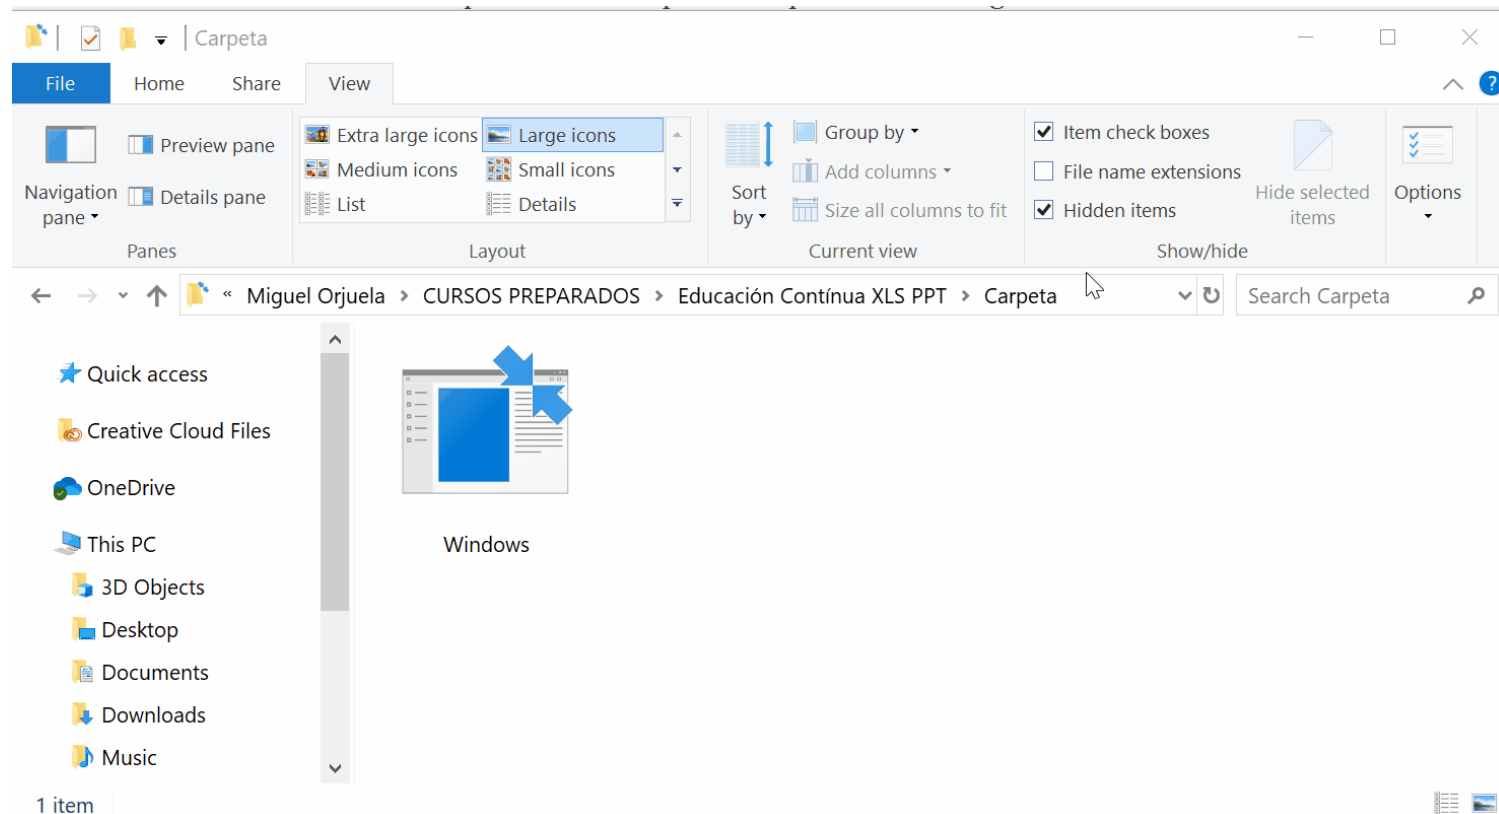 Carpeta
File Home Share View ?
Navigation pane
Preview pane
Details pane
Panes
Extra large icons Large icons
Medium icons Small icons
List Details
Layout
Sort by
Group by
Add columns
Size all columns to fit
Current view
Item check boxes
File name extensions
Hidden items
Hide selected items
Show/hide
Options
« Miguel Orjuela > CURSOS PREPARADOS > Educación Contínua XLS PPT > Carpeta
Search Carpeta
Quick access
Creative Cloud Files
OneDrive
This PC
3D Objects
Desktop
Documents
Downloads
Music
Windows
1 item